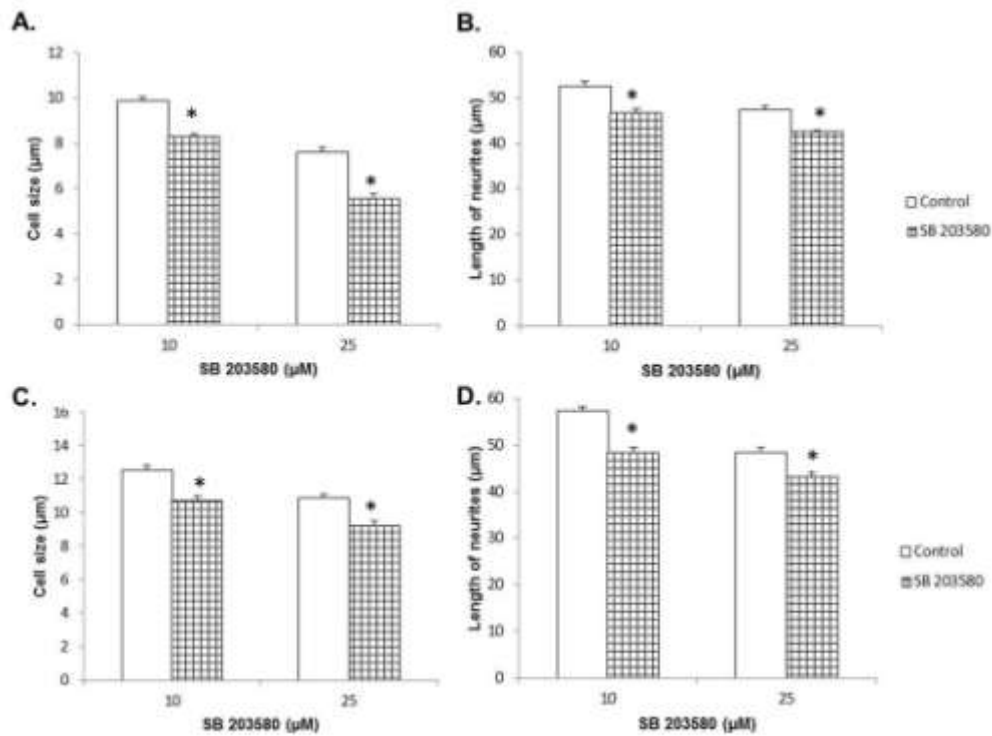 A.
Cell size (µm)
12
10
8
6
4
2
0
*
*
10
25
SB 203580 (µM)
B.
Length of neurites (µm)
60
50
40
30
20
10
0
*
*
10
25
SB 203580 (µM)
Control
SB 203580
C.
Cell size (µm)
16
14
12
10
8
6
4
2
0
*
*
10
25
SB 203580 (µM)
D.
Length of neurites (µm)
60
50
40
30
20
10
0
*
*
10
25
SB 203580 (µM)
Control
SB 203580